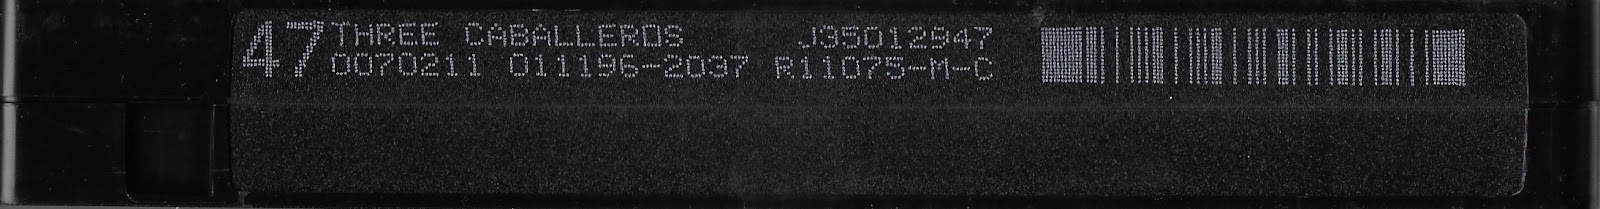 47 THREE CABALLEROS J35012947
0070211 011196-2037 R11075-M-C